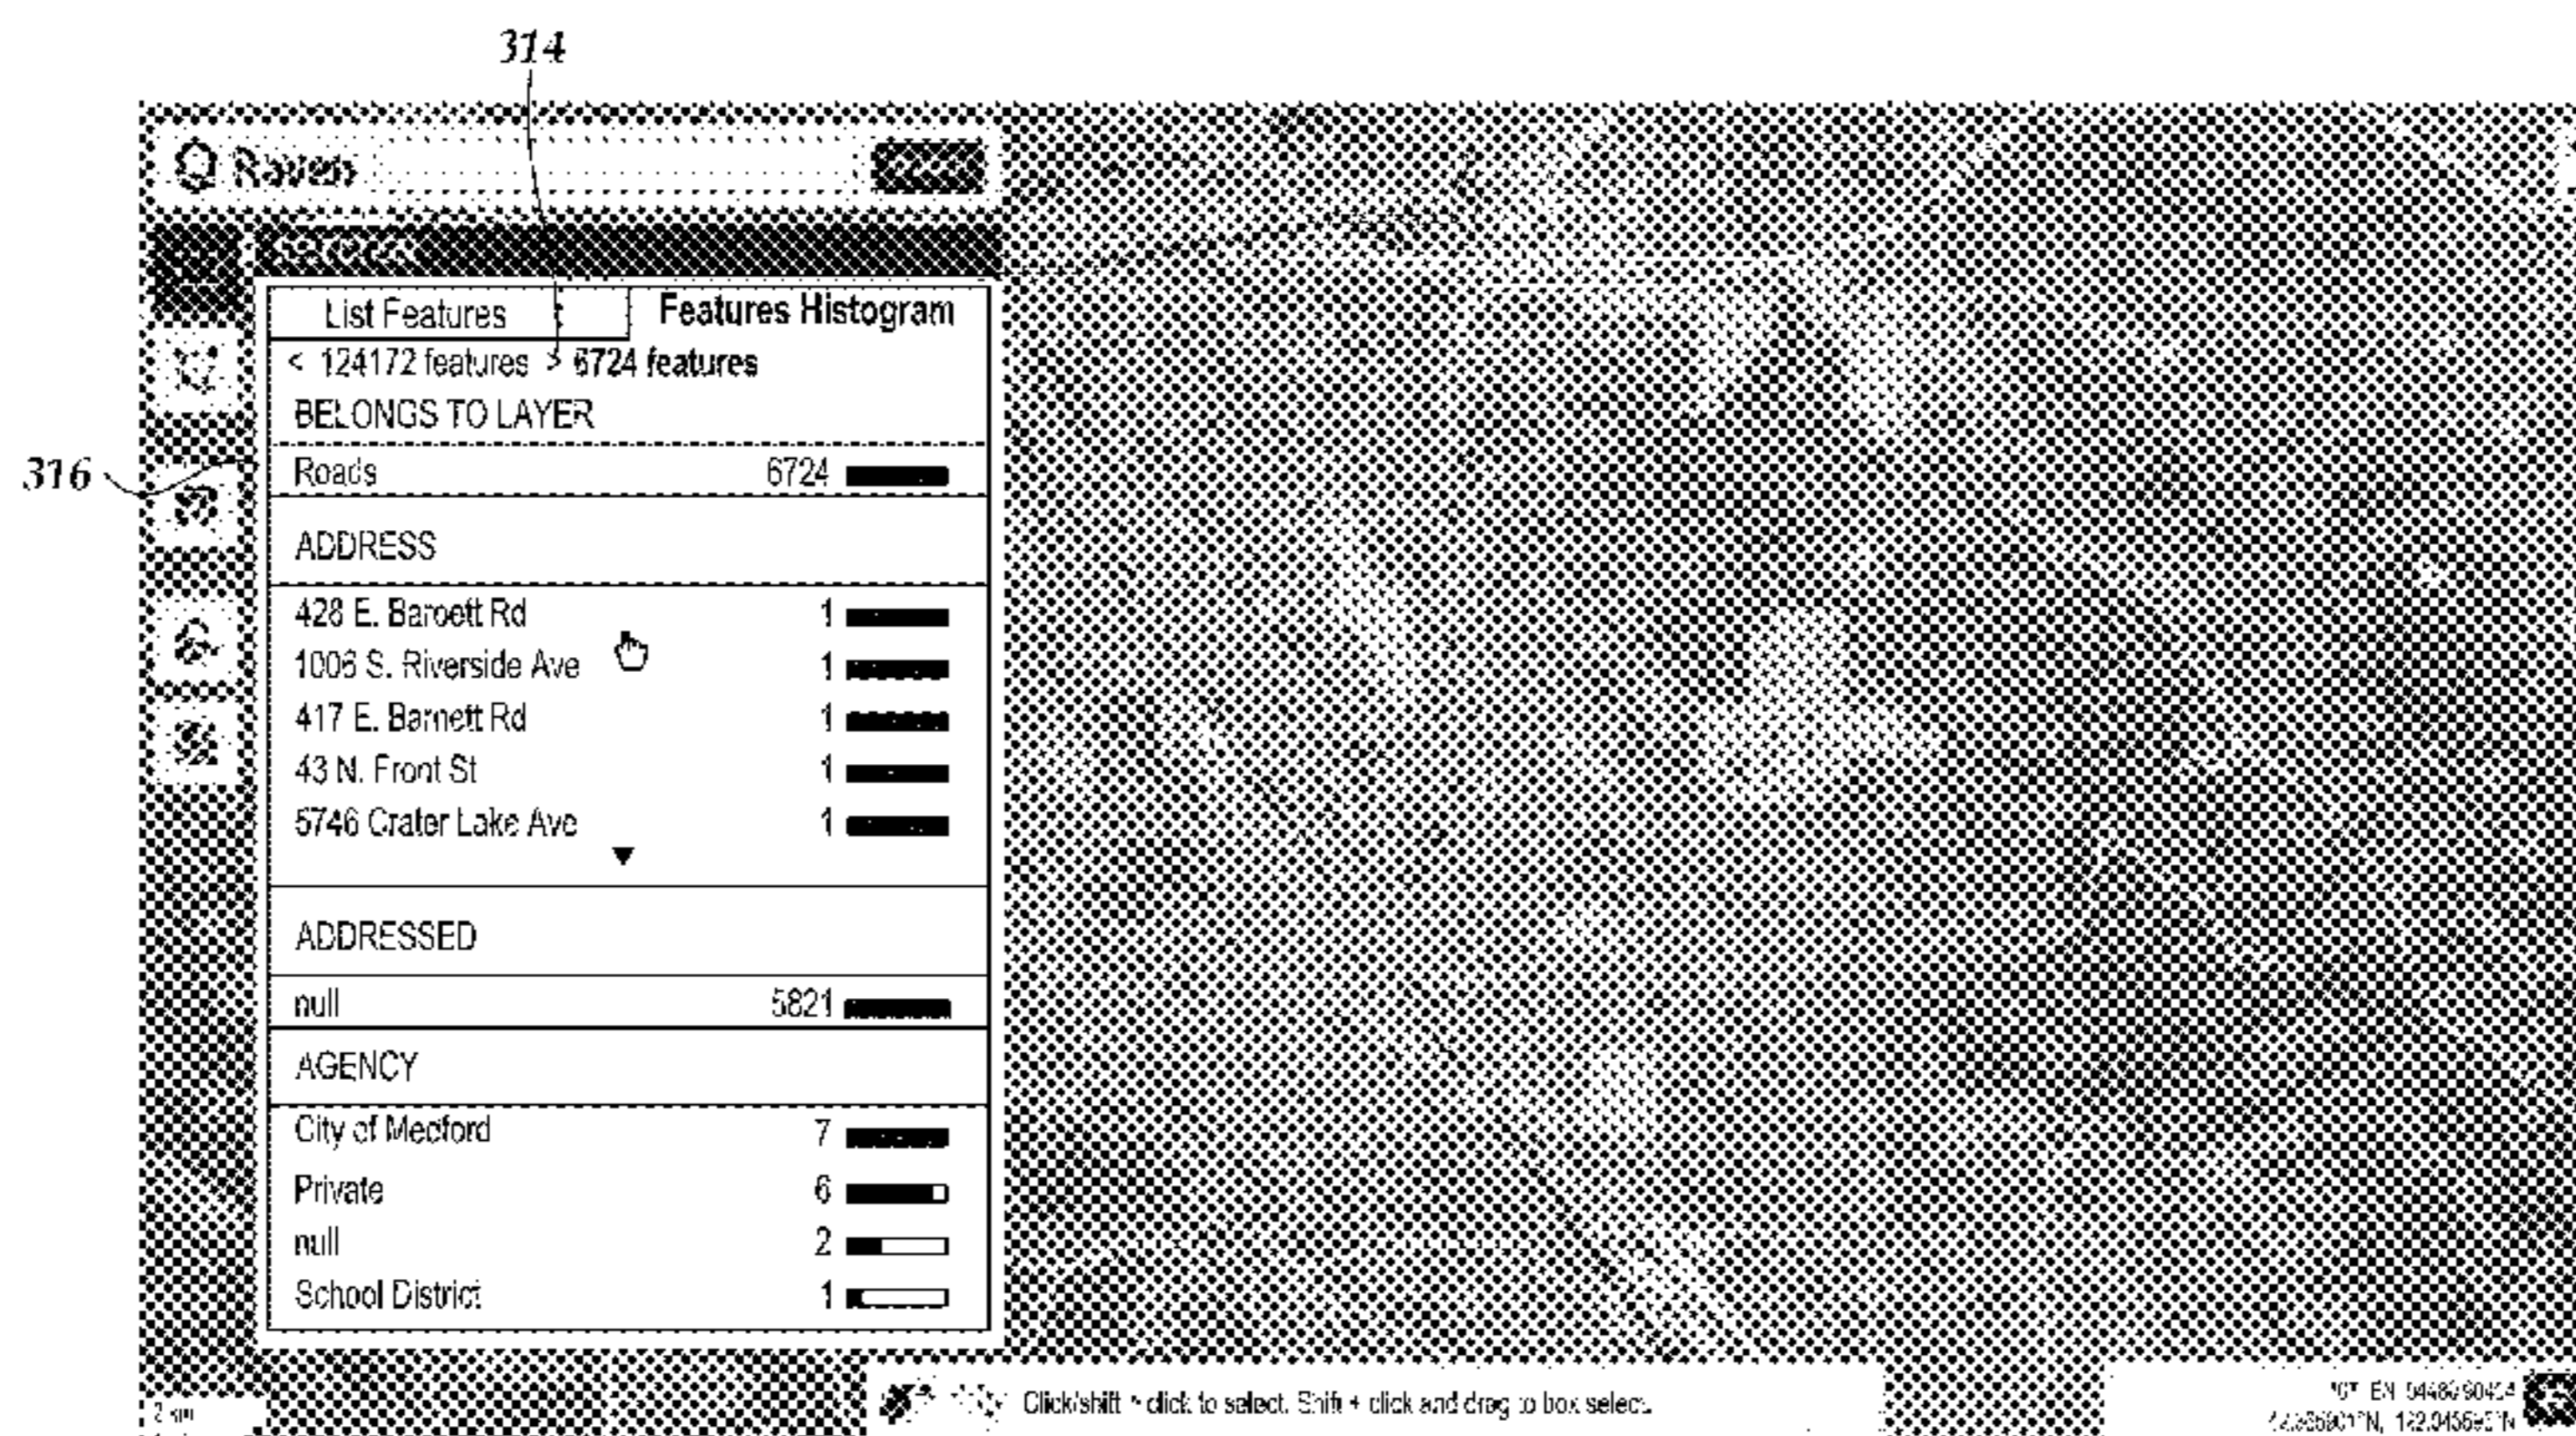 314
Raven
List Features
Features Histogram
< 124172 features > 6724 features
BELONGS TO LAYER
316
Roads 6724
ADDRESS
428 E. Baroett Rd 1
1006 S. Riverside Ave 1
417 E. Barnett Rd 1
43 N. Front St 1
5746 Crater Lake Ave 1
ADDRESSED
null 5821
AGENCY
City of Medford 7
Private 6
null 2
School District 1
2 km
Click/shift + click to select. Shift + click and drag to box select.